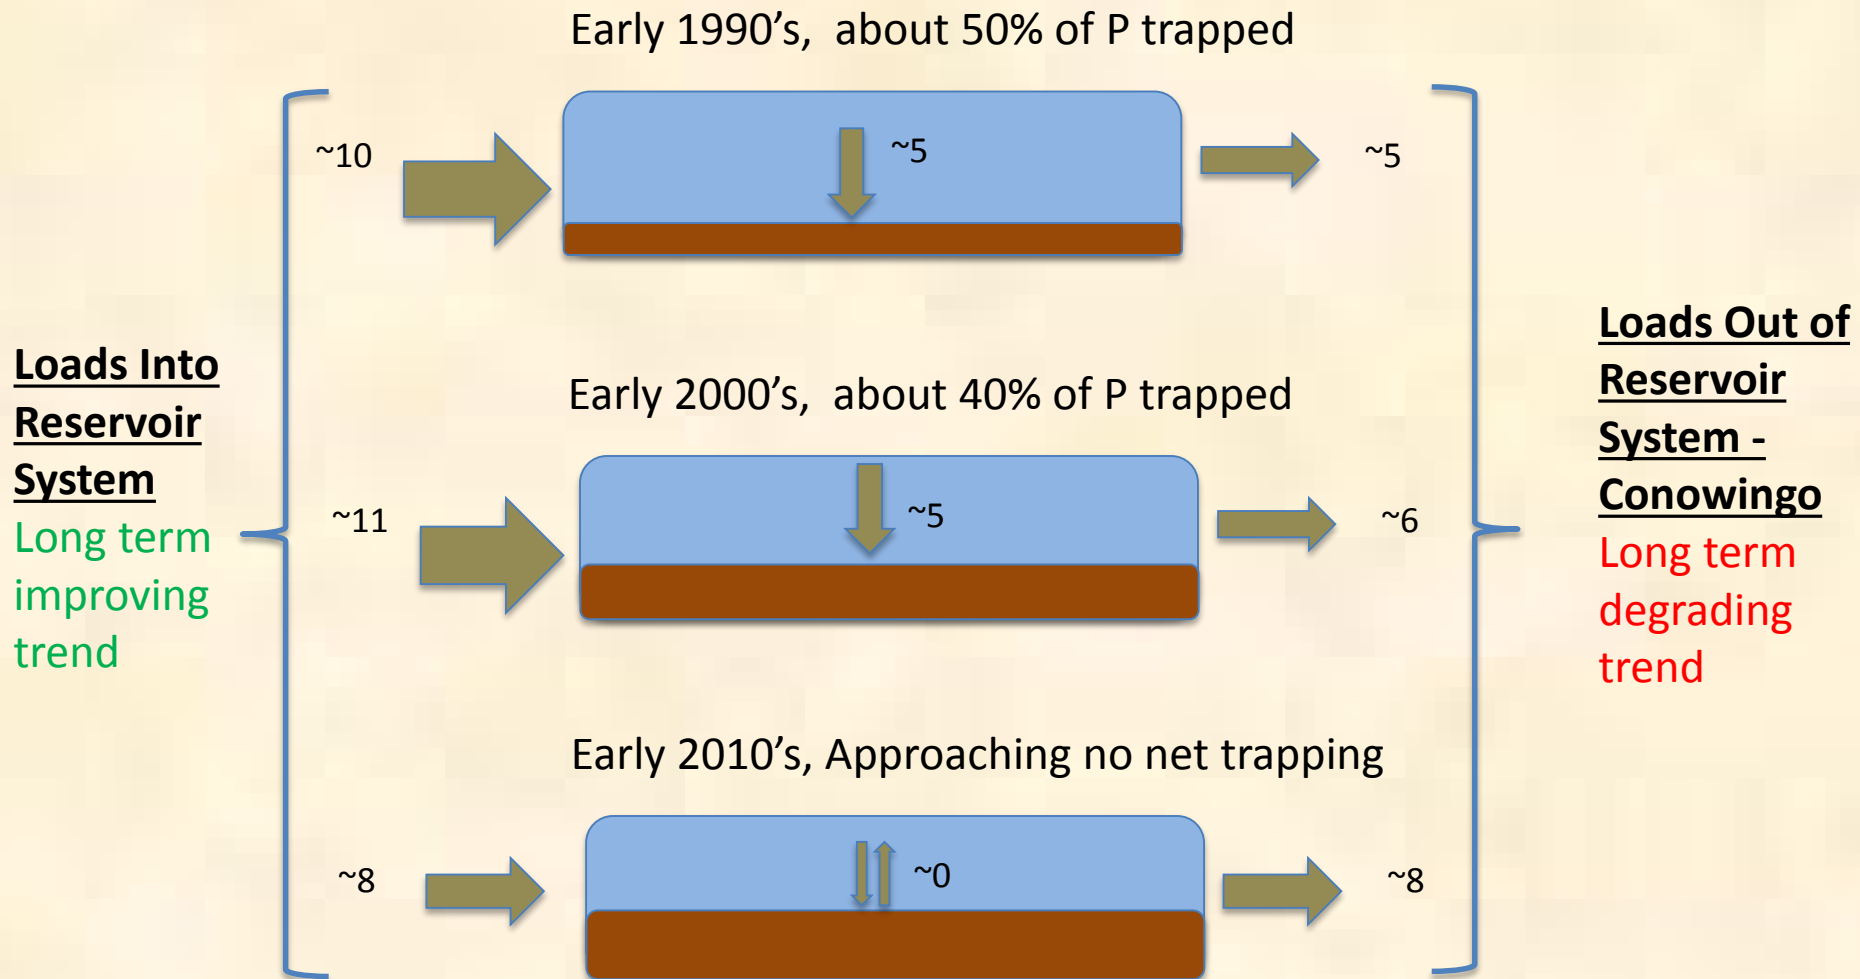 Early 1990’s,  about 50% of P trapped
~10
~5
~5
Loads Into
Reservoir
System
Long term
improving
trend
Early 2000’s,  about 40% of P trapped
~11
~5
~6
Loads Out of
Reservoir
System -
Conowingo
Long term
degrading
trend
Early 2010’s, Approaching no net trapping
~8
~0
~8